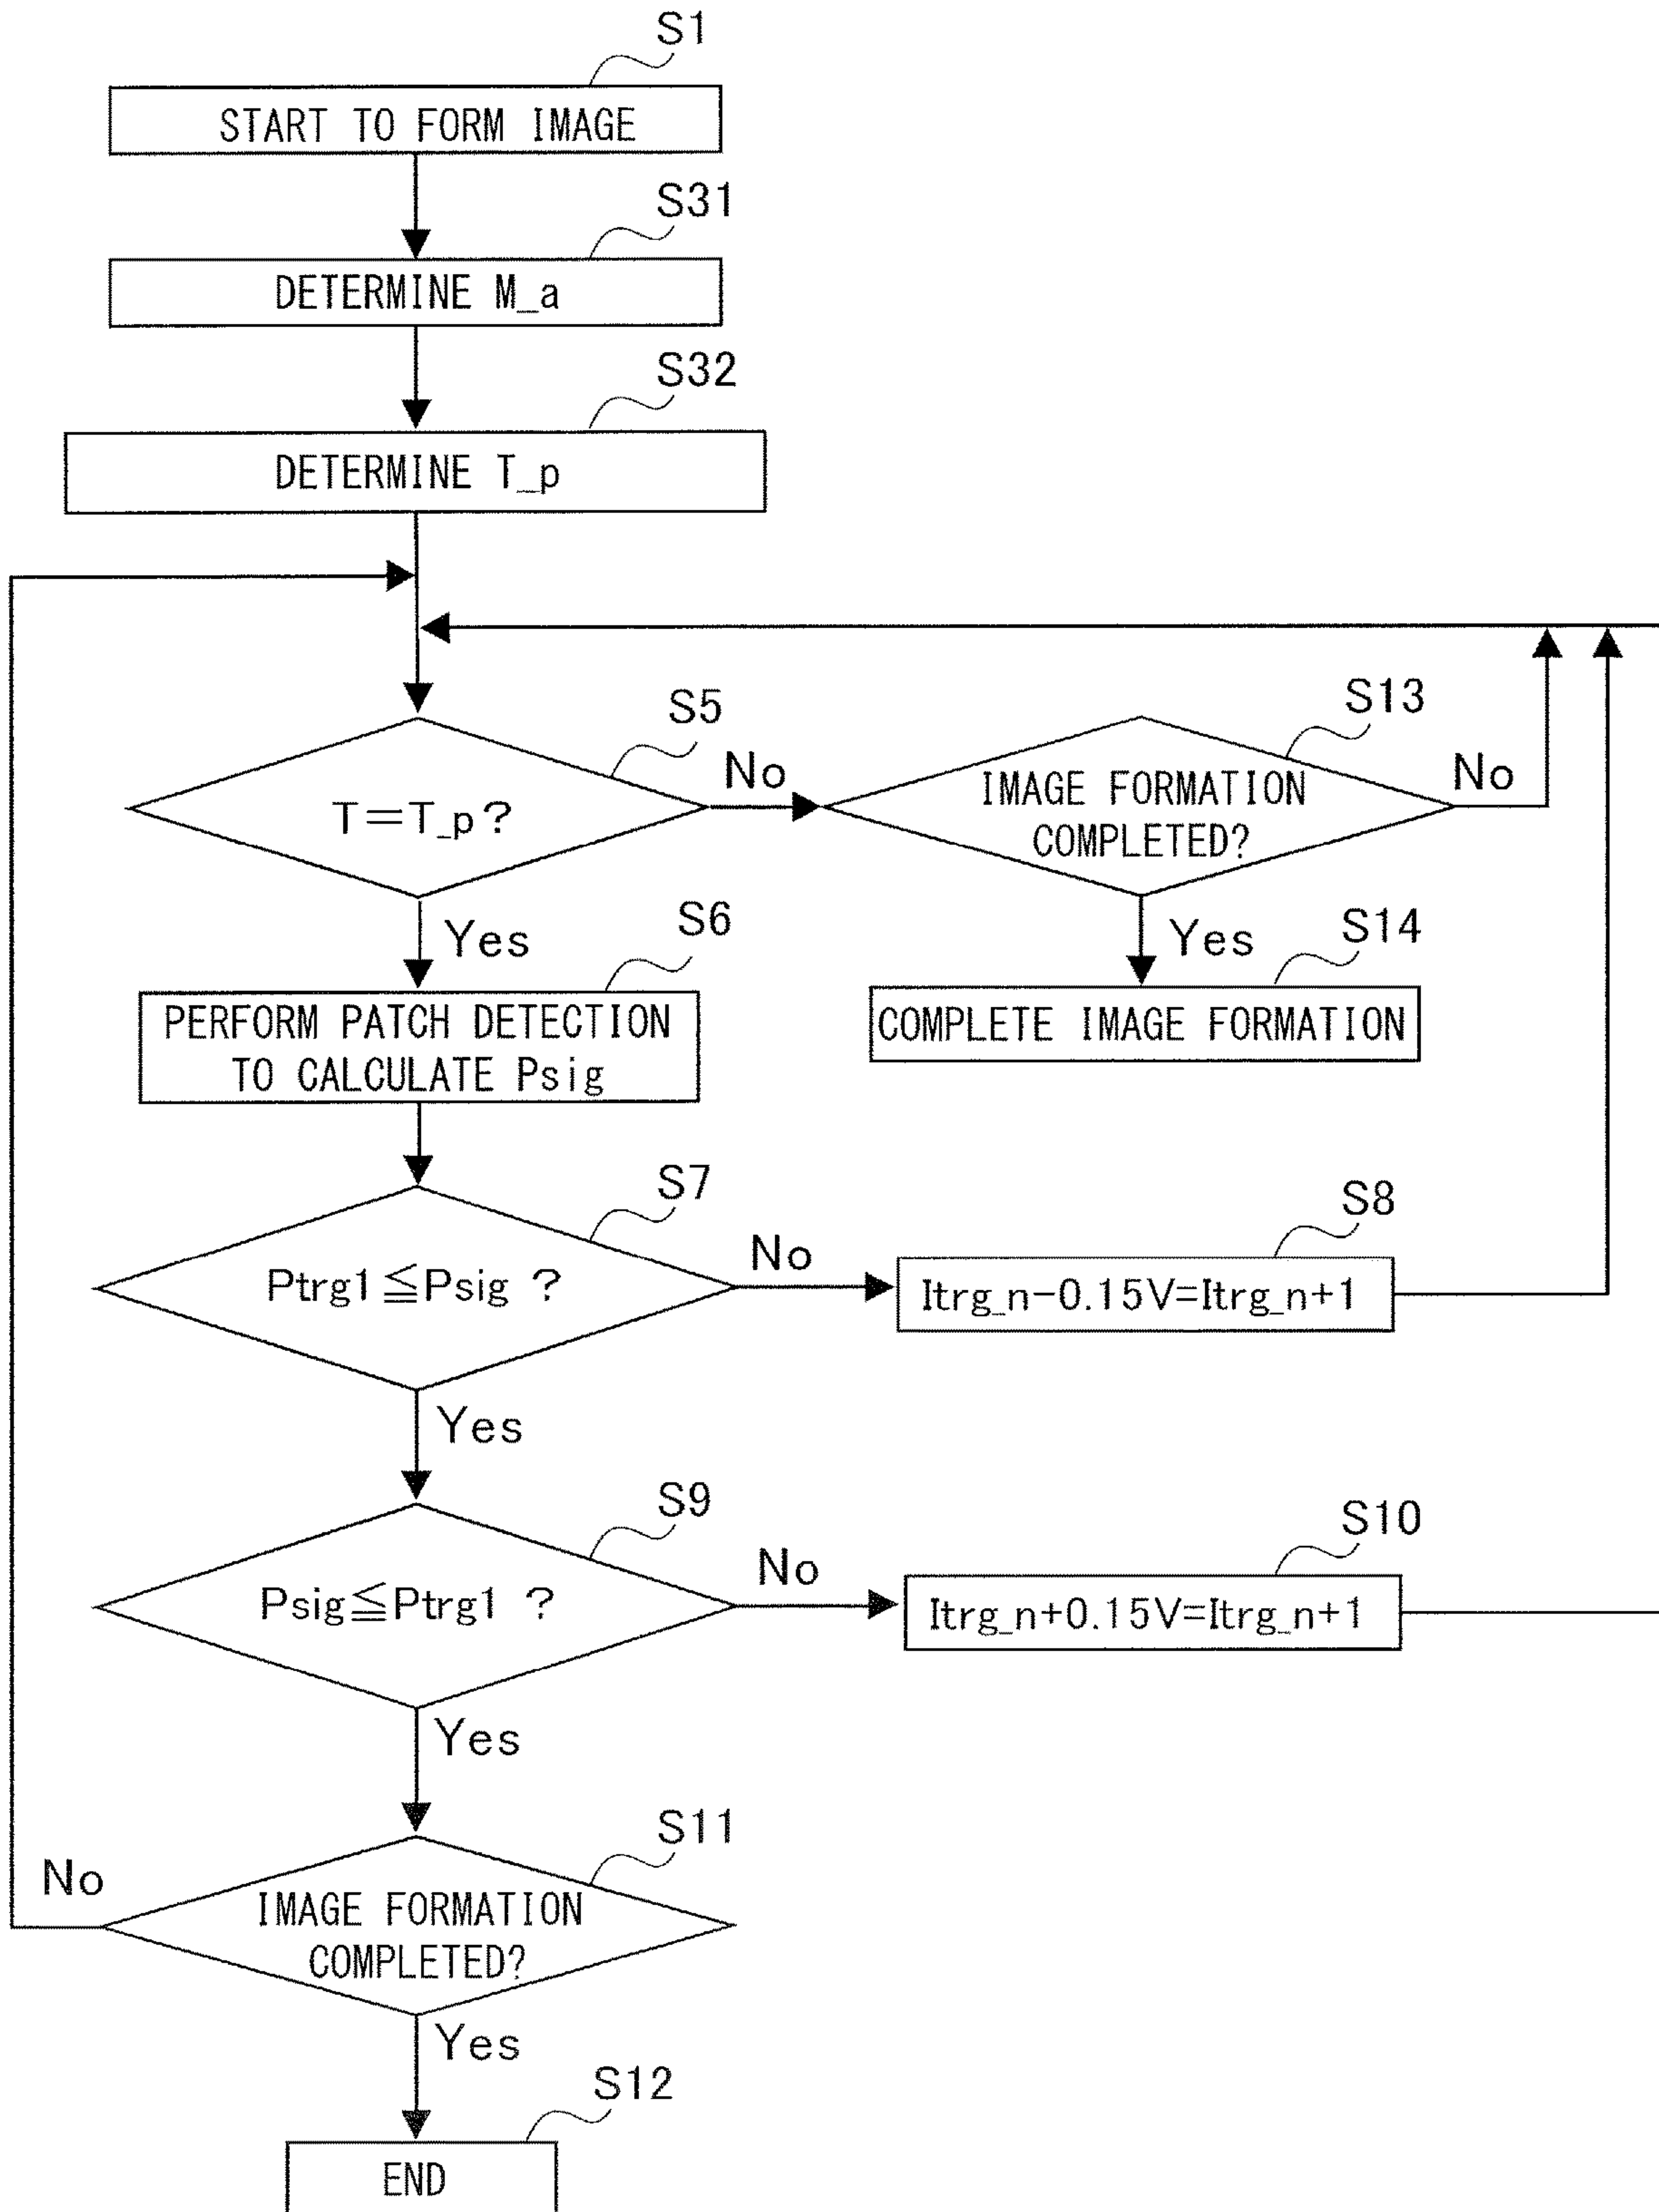 S1
START TO FORM IMAGE
S31
DETERMINE M_a
S32
DETERMINE T_p
S5
T=T_p?
No
S13
IMAGE FORMATION
COMPLETED?
No
Yes
S6
PERFORM PATCH DETECTION
TO CALCULATE Psig
Yes
S14
COMPLETE IMAGE FORMATION
S7
Ptrg1≦Psig ?
No
S8
Itrg_n-0.15V=Itrg_n+1
Yes
S9
Psig≦Ptrg1 ?
No
S10
Itrg_n+0.15V=Itrg_n+1
Yes
S11
IMAGE FORMATION
COMPLETED?
No
Yes
S12
END